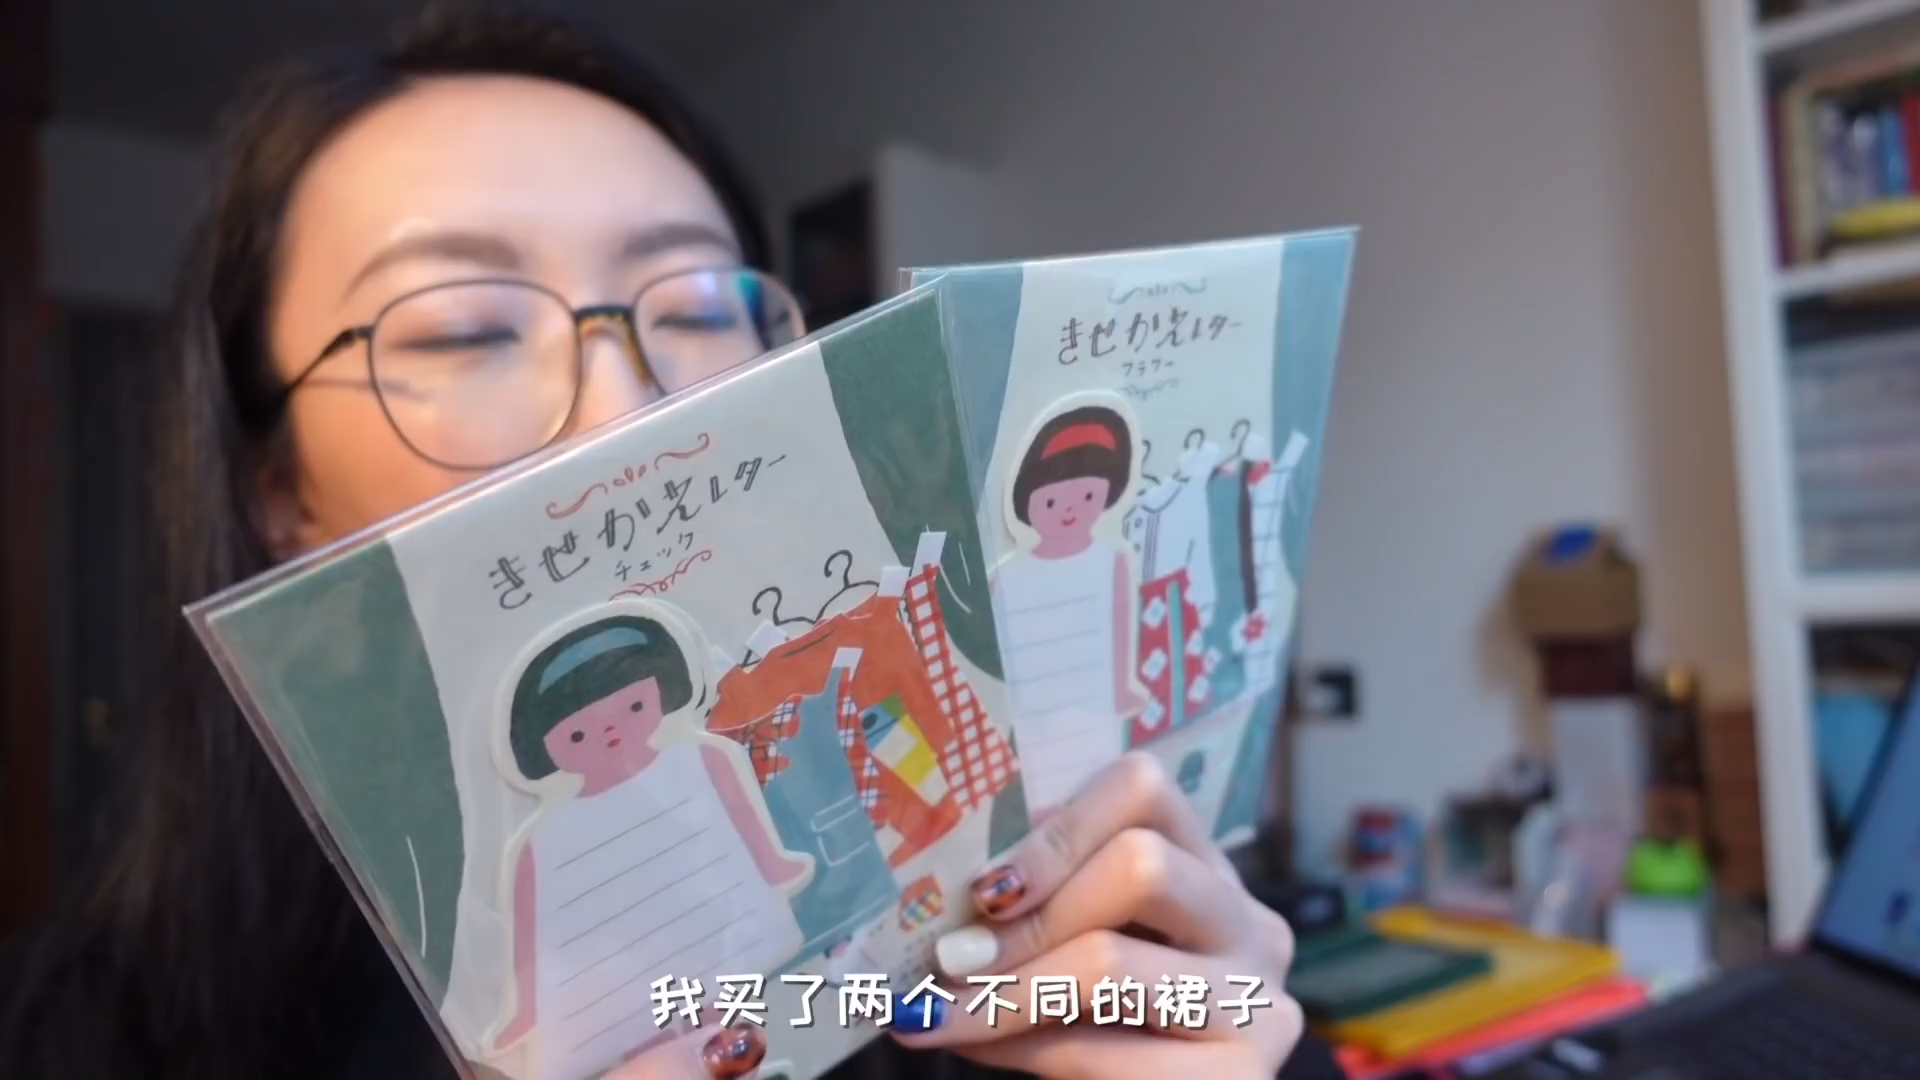 きせかえレター
チェック
きせかえレター
フラワー
我买了两个不同的裙子